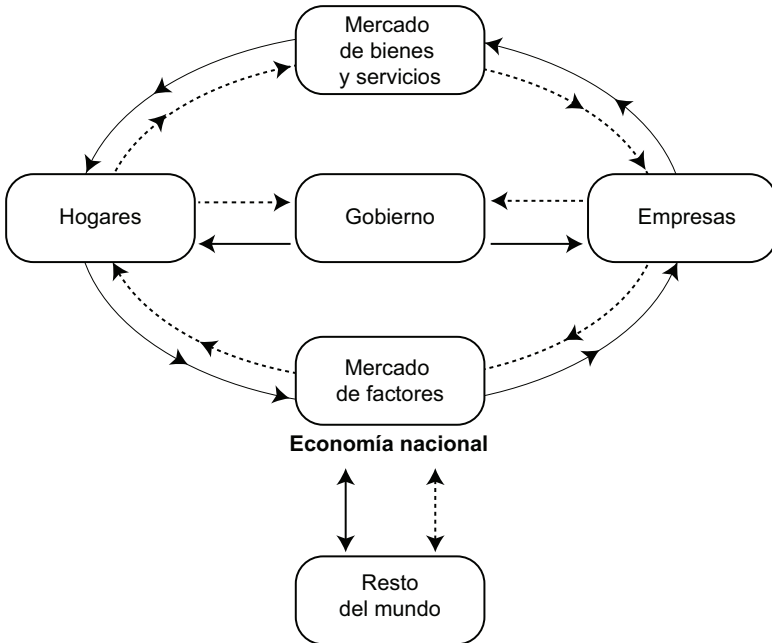 Mercado
de bienes
y servicios
Hogares
Gobierno
Empresas
Mercado
de factores
Economía nacional
Resto
del mundo